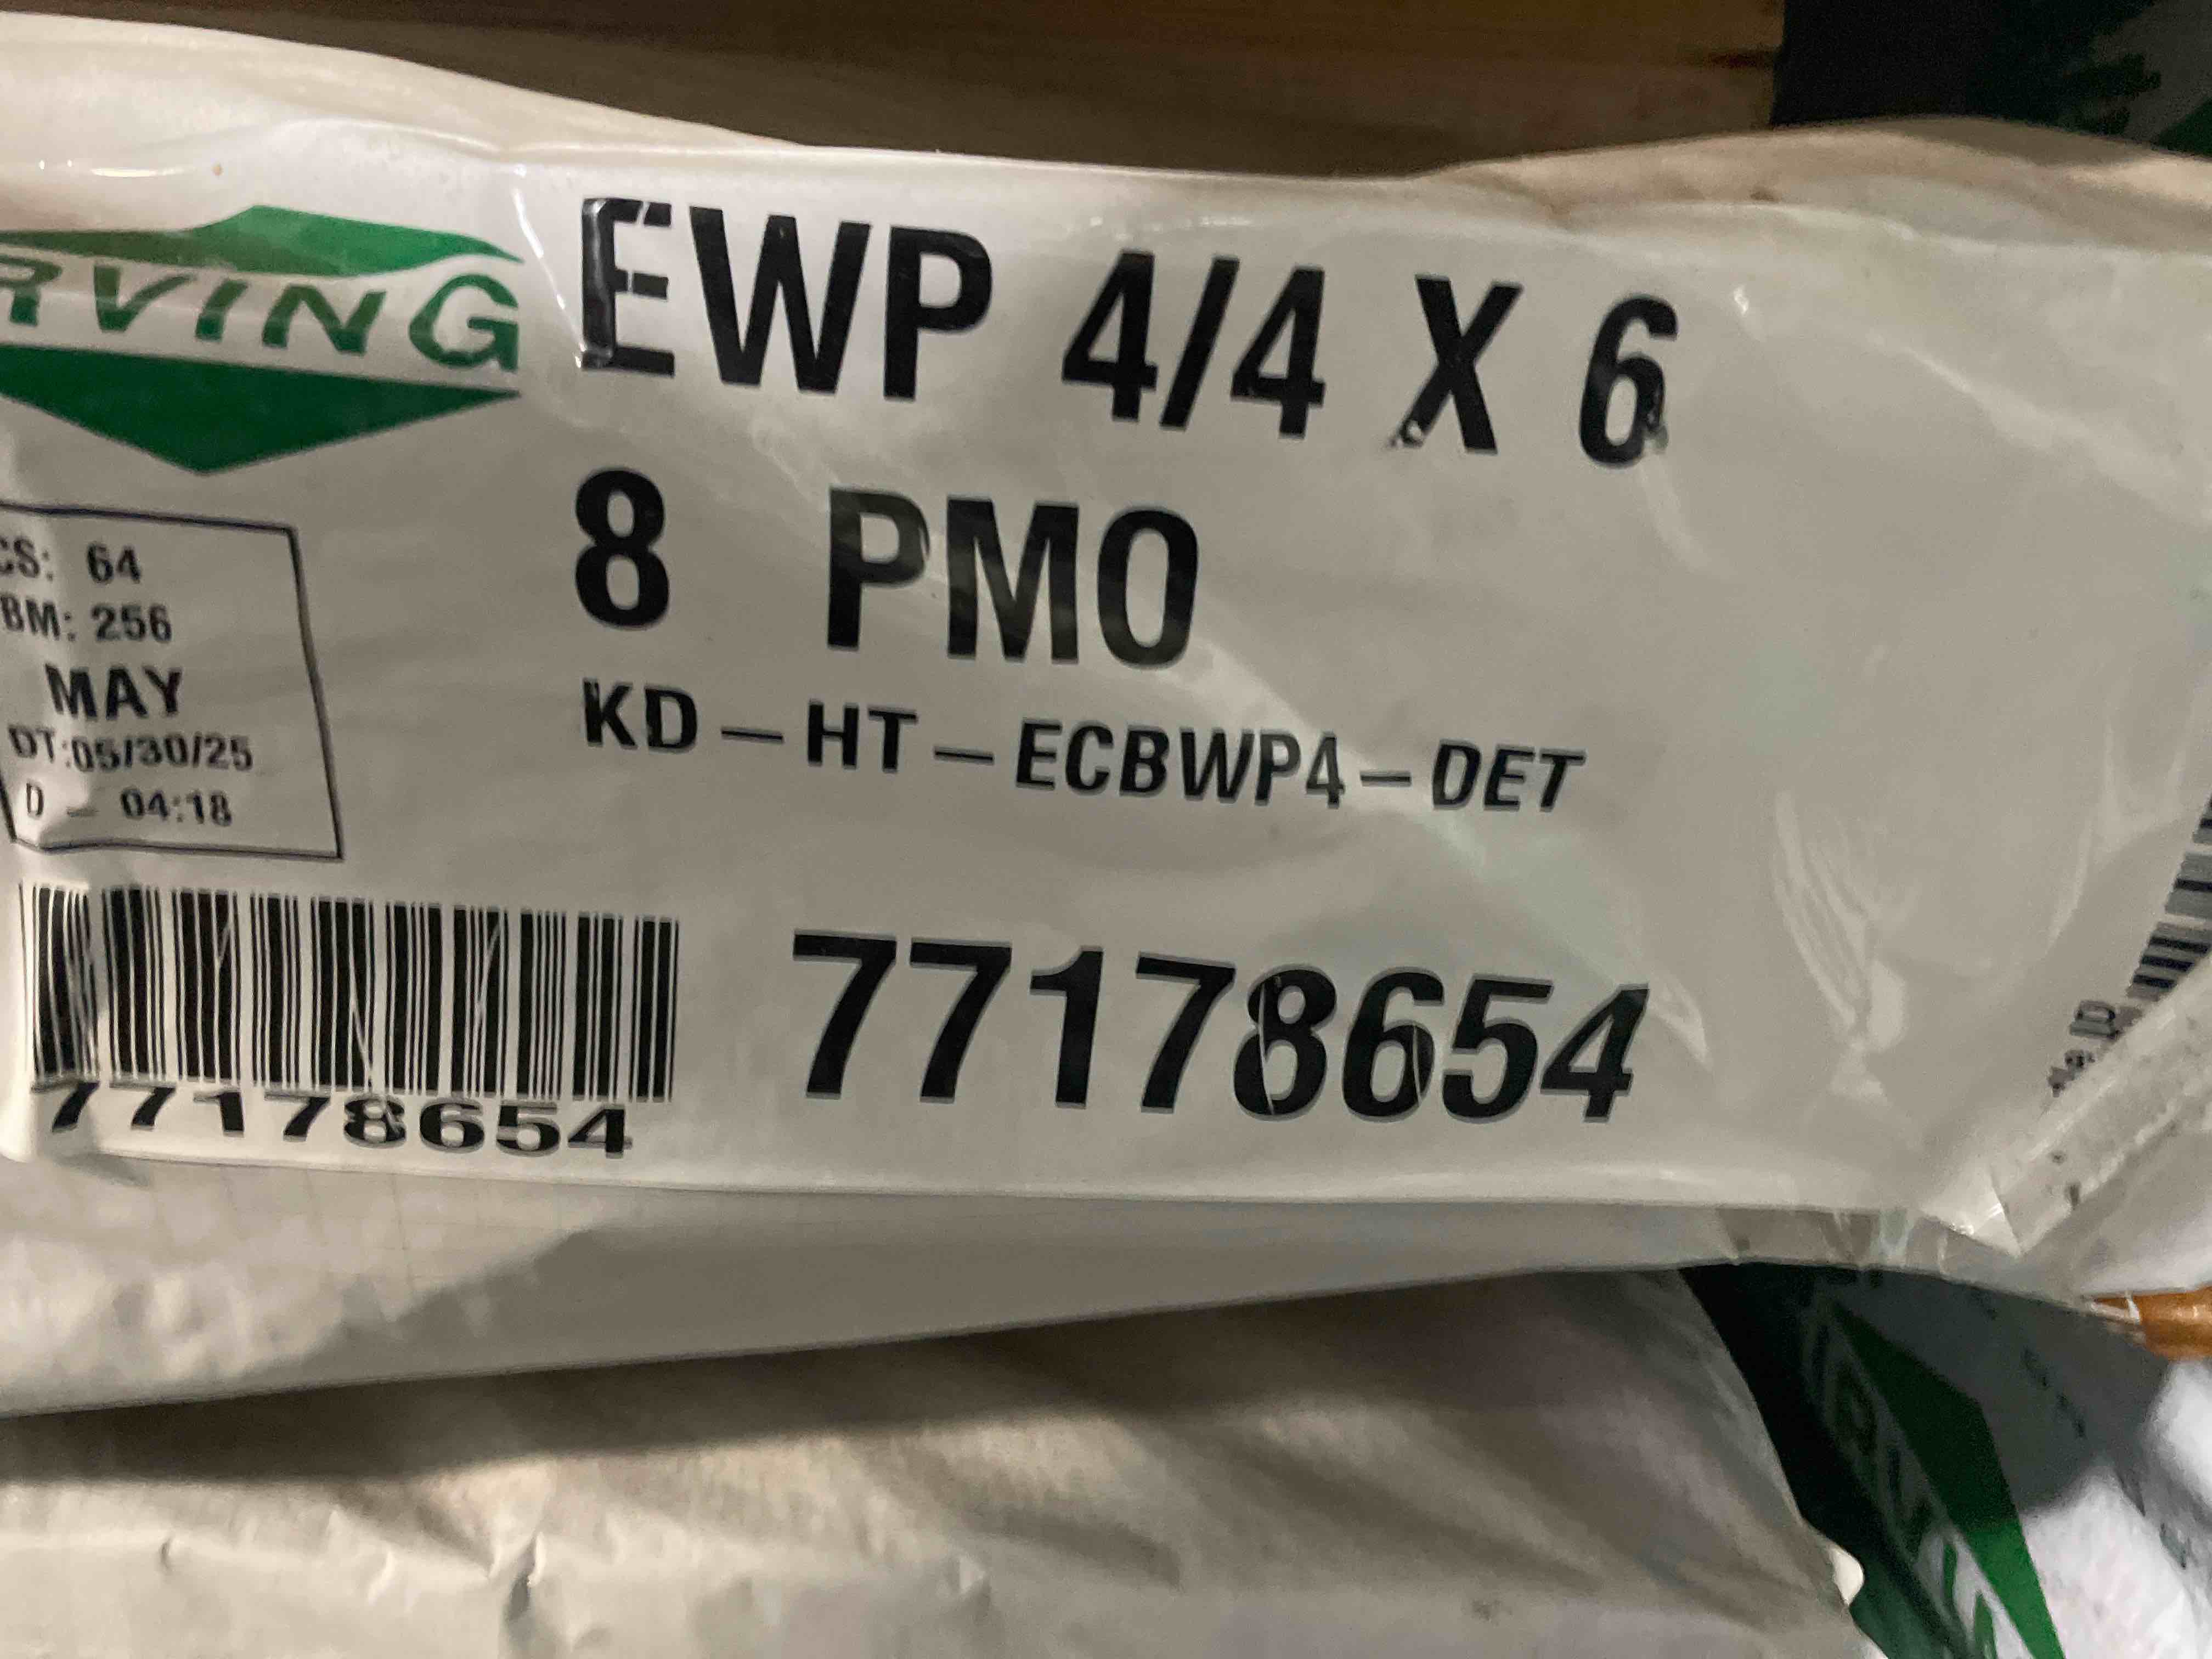 RVING
EWP 4/4 X 6
8 PMO
KD-HT-ECBWP4-DET
CS: 64
BM: 256
MAY
DT:05/30/25
D - 04:18
77178654
77178654